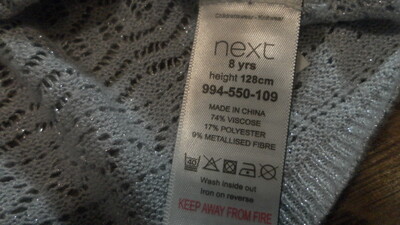 next
8 yrs
height 128cm
994-550-109
MADE IN CHINA
74% VISCOSE
17% POLYESTER
9% METALLISED FIBRE
40
Wash inside out
Iron on reverse
KEEP AWAY FROM FIRE